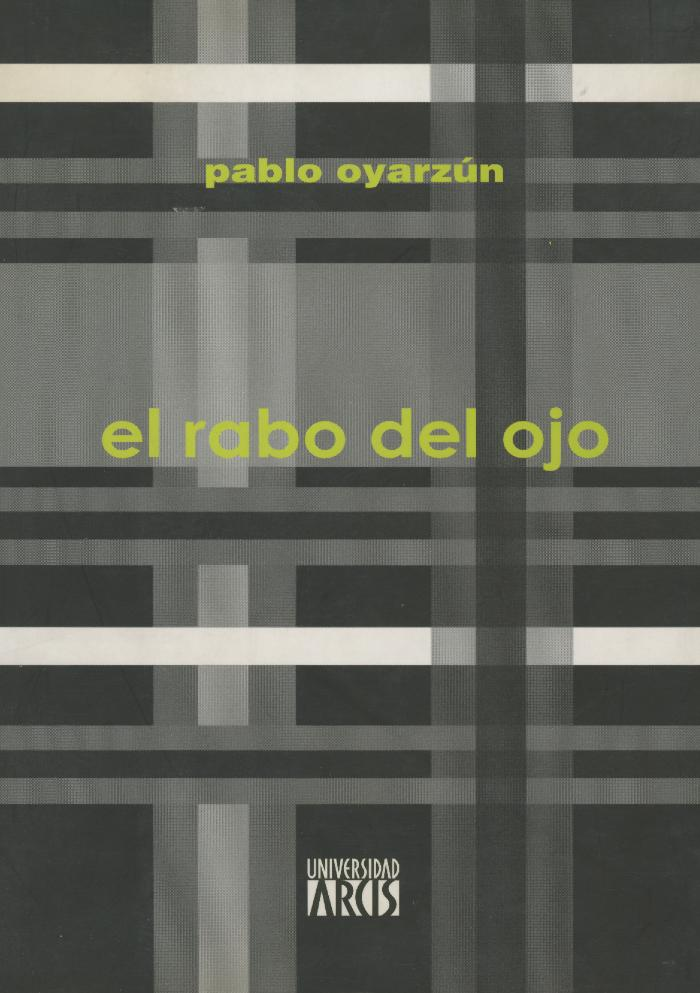 pablo oyarzún
el rabo del ojo
UNIVERSIDAD
ARCIS